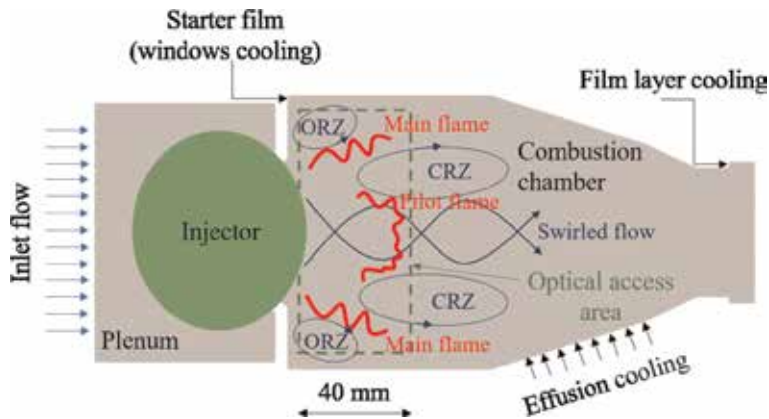 Starter film
(windows cooling)
Film layer cooling
ORZ
Main flame
CRZ
Combustion
chamber
Pilot flame
Inlet flow
Injector
Swirled flow
Optical access
area
CRZ
Plenum
ORZ
Main flame
Effusion cooling
40 mm